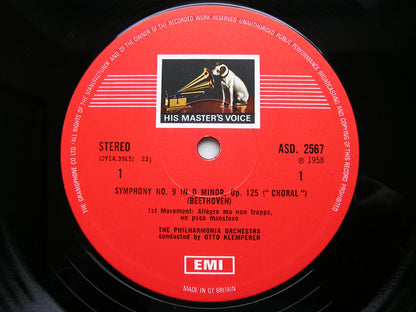 THE GRAMOPHONE CO LTD · ALL RIGHTS OF THE MANUFACTURER AND OF THE OWNER OF THE RECORDED WORK RESERVED. UNAUTHORISED PUBLIC PERFORMANCE BROADCASTING AND COPYING OF THIS RECORD PROHIBITED
HIS MASTER'S VOICE
STEREO
ASD. 2567
(2YEA.3365) 33⅓
℗ 1958
1
1
SYMPHONY NO. 9 IN D MINOR, Op. 125 ("CHORAL")
(BEETHOVEN)
1st Movement: Allegro ma non troppo,
un poco maestoso
THE PHILHARMONIA ORCHESTRA
conducted by OTTO KLEMPERER
EMI
MADE IN GT BRITAIN